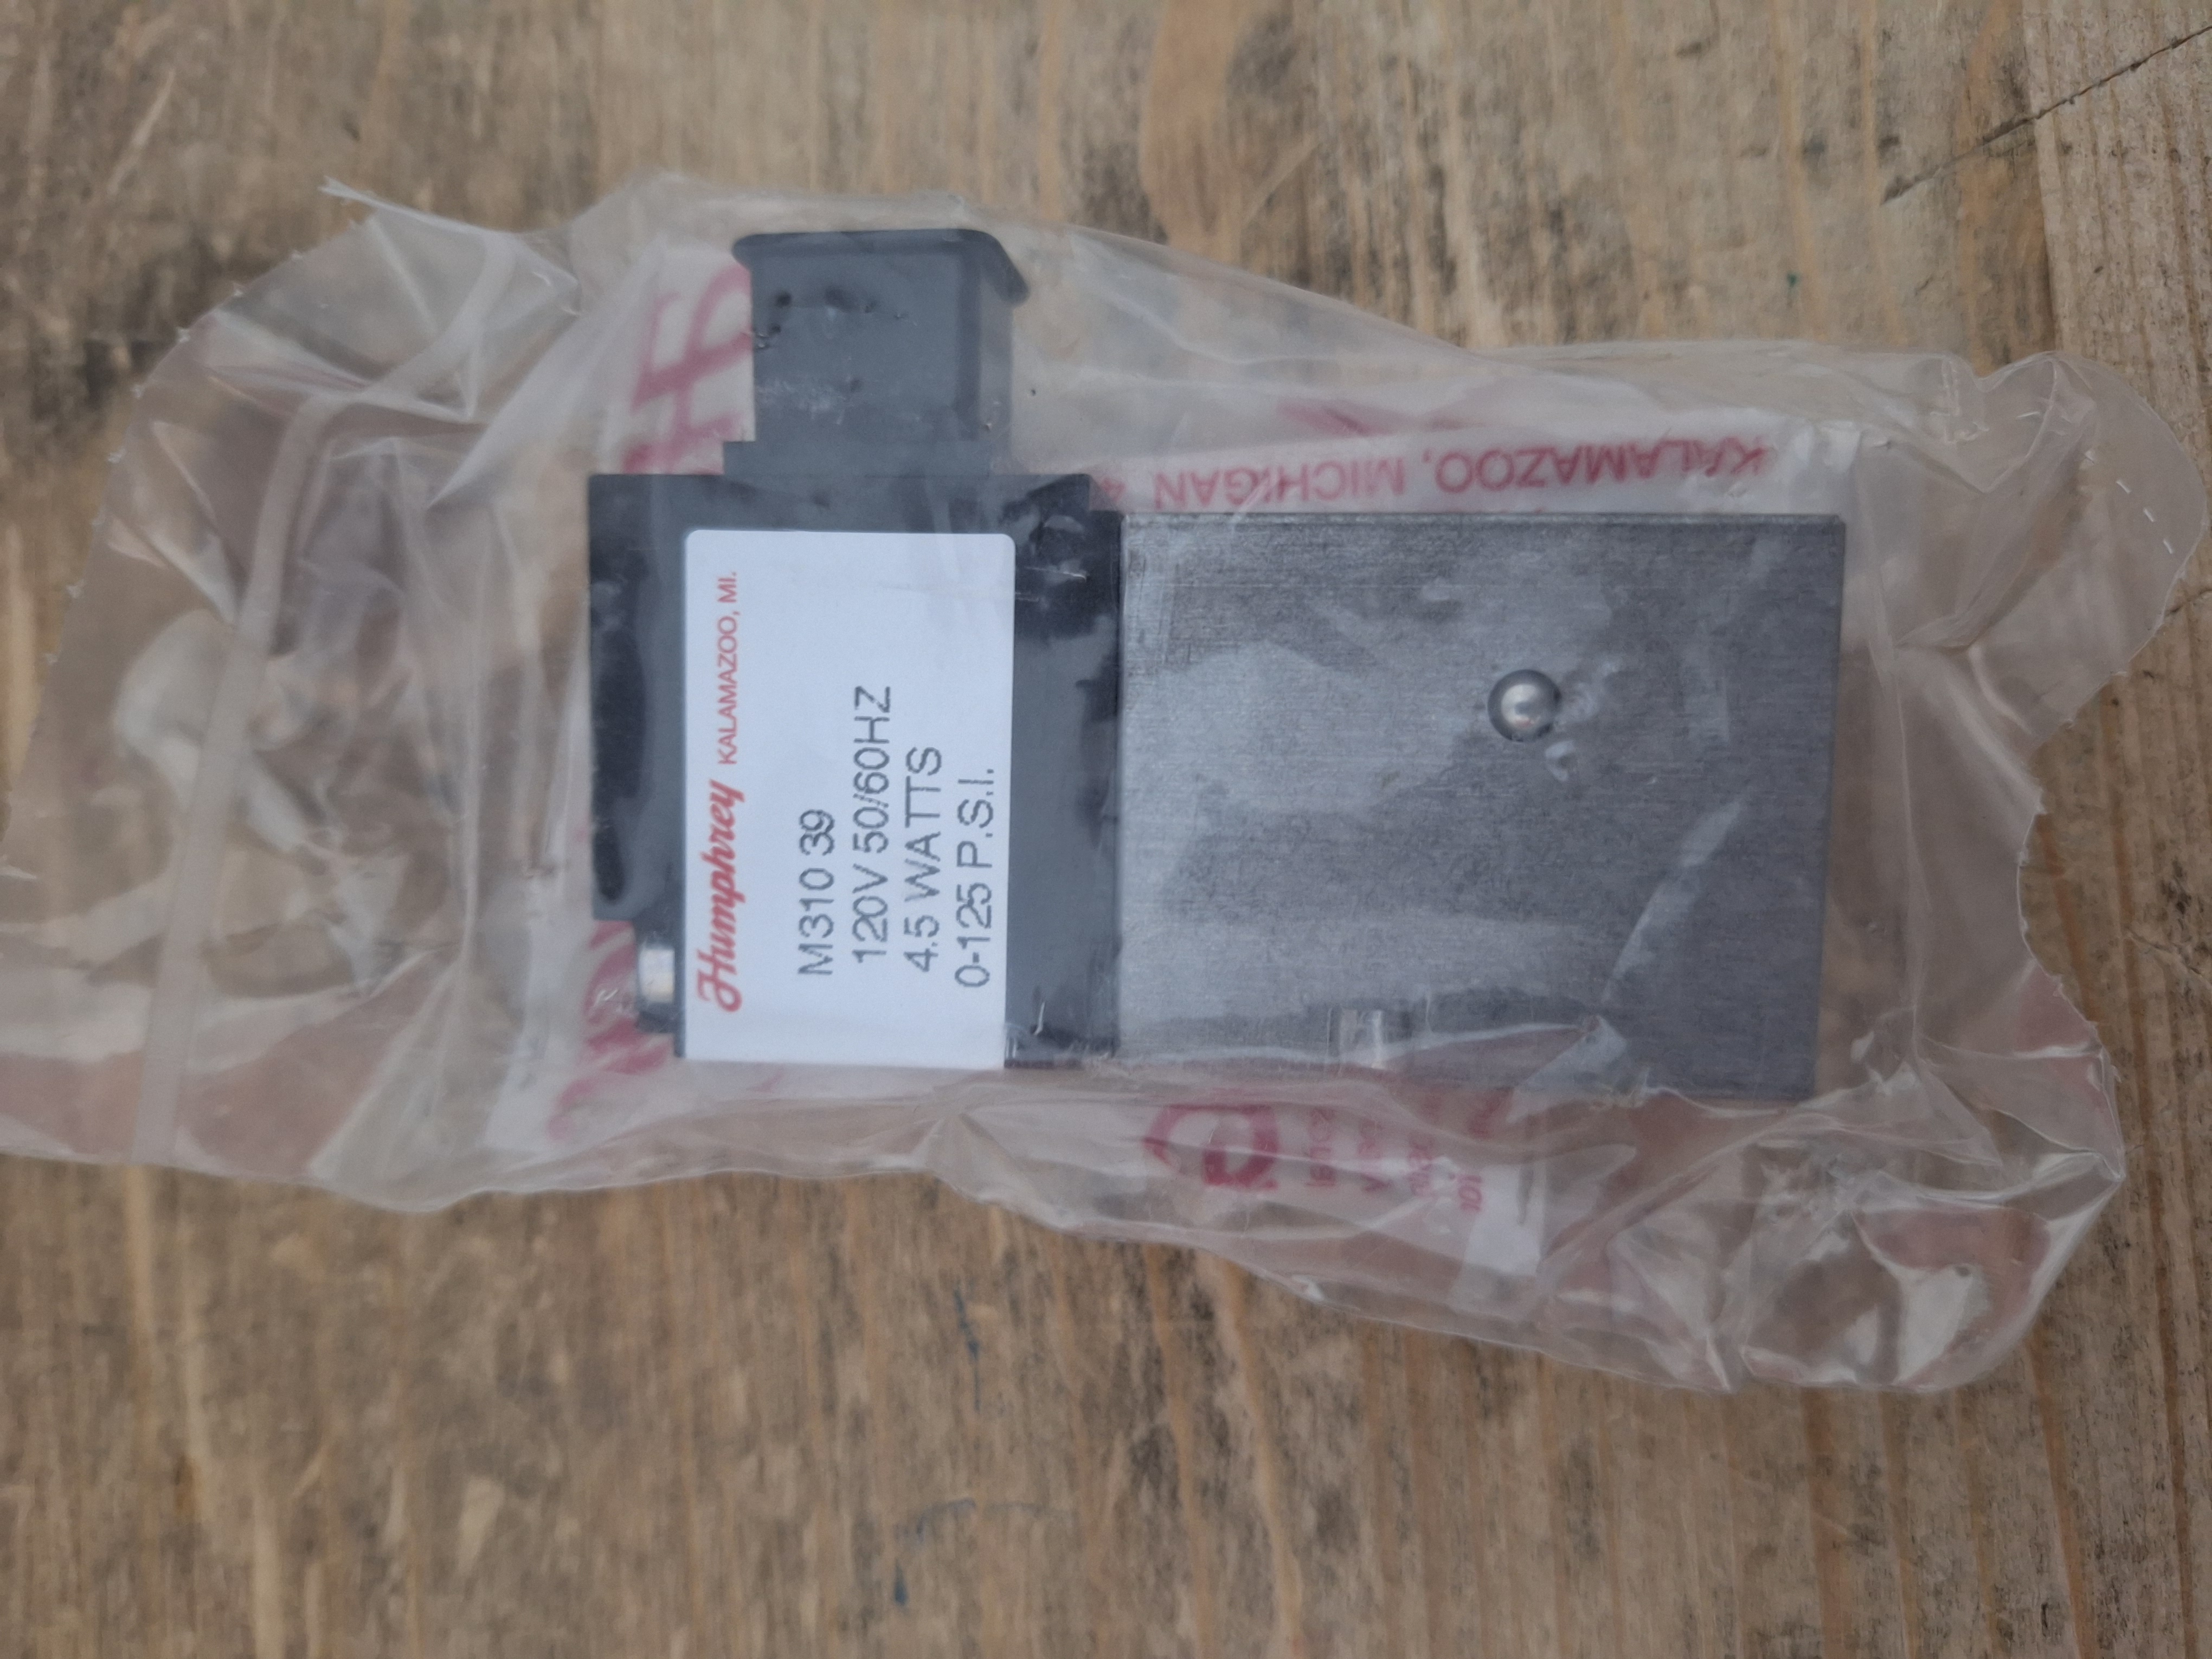 Humphrey KALAMAZOO, MI.
M310 39
120V 50/60HZ
4.5 WATTS
0-125 P.S.I.
KALAMAZOO, MICHIGAN